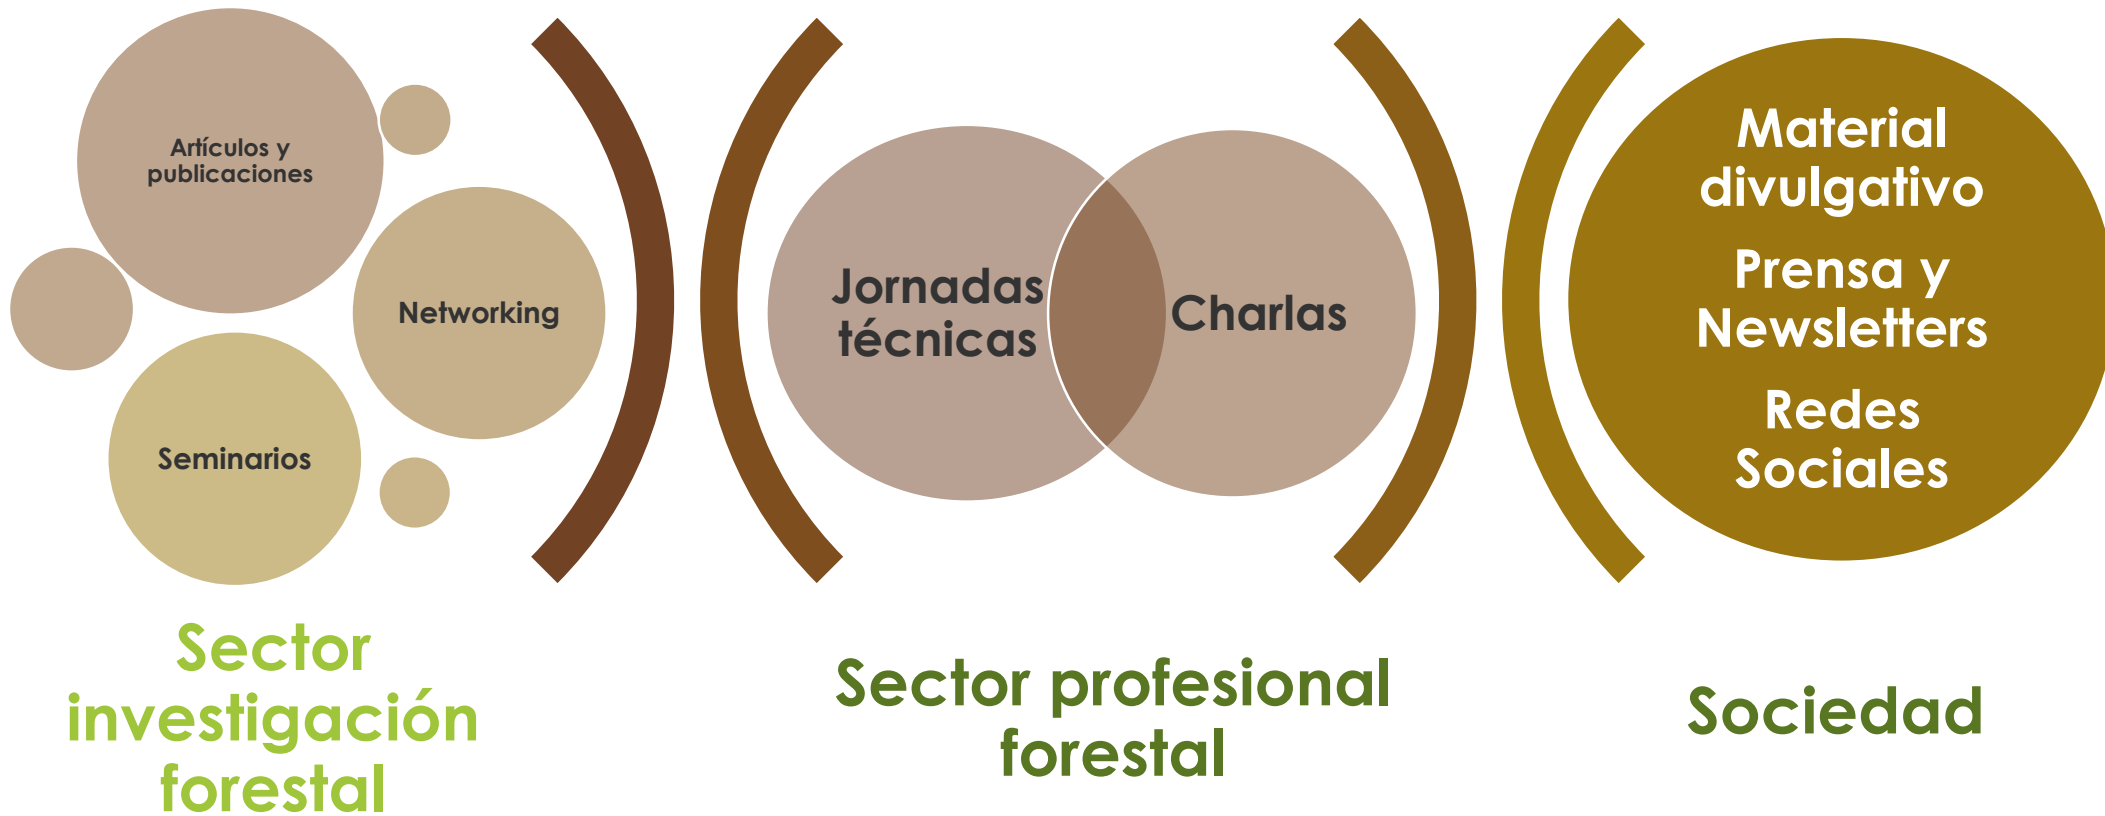 Artículos y
publicaciones
Networking
Seminarios
Sector
investigación
forestal
Jornadas
técnicas
Charlas
Sector profesional
forestal
Material
divulgativo
Prensa y
Newsletters
Redes
Sociales
Sociedad